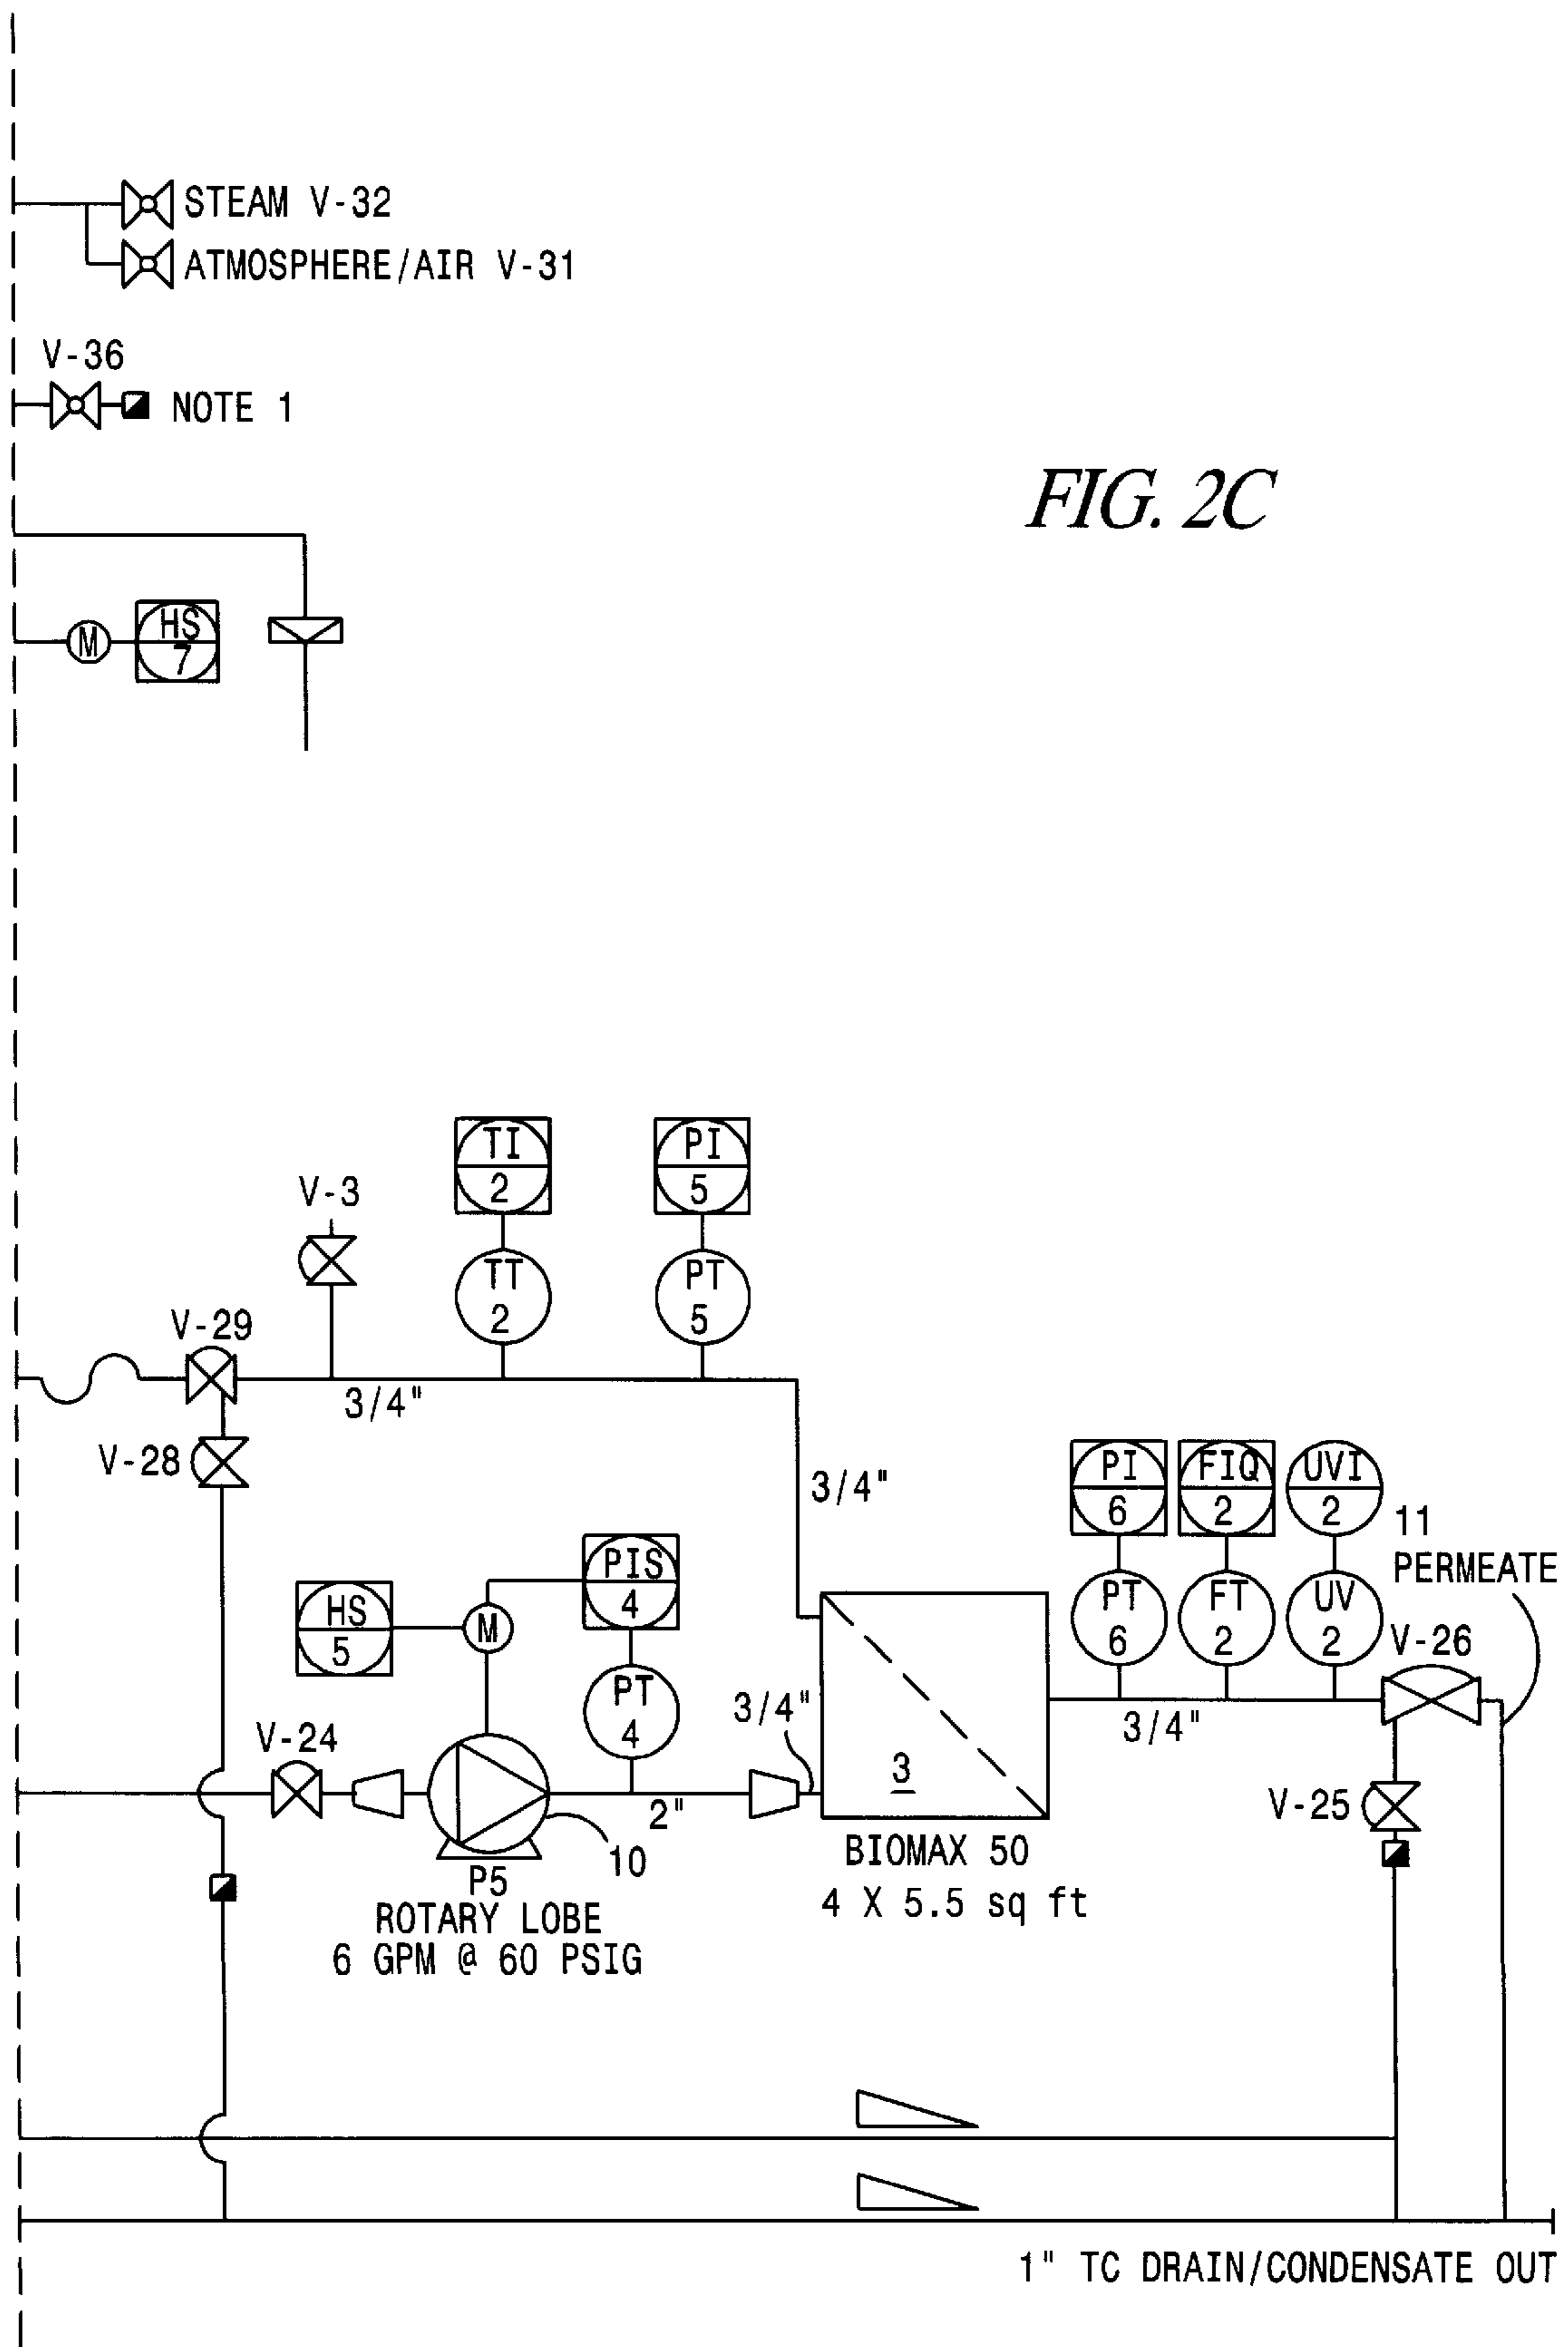 STEAM V-32
ATMOSPHERE/AIR V-31
V-36
NOTE 1
FIG. 2C
M
HS
7
TI
2
PI
5
V-3
TT
2
PT
5
V-29
3/4"
V-28
3/4"
PI
6
FIQ
2
UVI
2
11
PERMEATE
PIS
4
HS
5
M
PT
6
FT
2
UV
2
V-26
PT
4
3/4"
3/4"
V-24
3
2"
V-25
10
BIOMAX 50
4 X 5.5 sq ft
P5
ROTARY LOBE
6 GPM @ 60 PSIG
1" TC DRAIN/CONDENSATE OUT